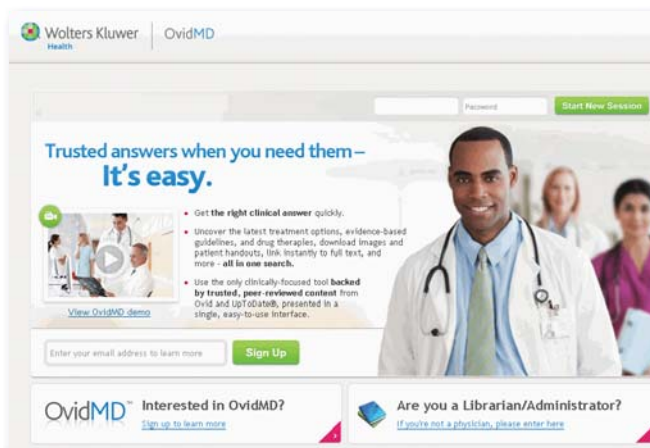 Wolters Kluwer
Health
OvidMD
Password
Start New Session
Trusted answers when you need them–
It's easy.
• Get the right clinical answer quickly.
• Uncover the latest treatment options, evidence-based
guidelines, and drug therapies, download images and
patient handouts, link instantly to full text, and
more - all in one search.
• Use the only clinically-focused tool backed
by trusted, peer-reviewed content from
Ovid and UpToDate®, presented in a
single, easy-to-use interface.
View OvidMD demo
Enter your email address to learn more
Sign Up
OvidMD™
Interested in OvidMD?
Sign up to learn more
Are you a Librarian/Administrator?
If you're not a physician, please enter here